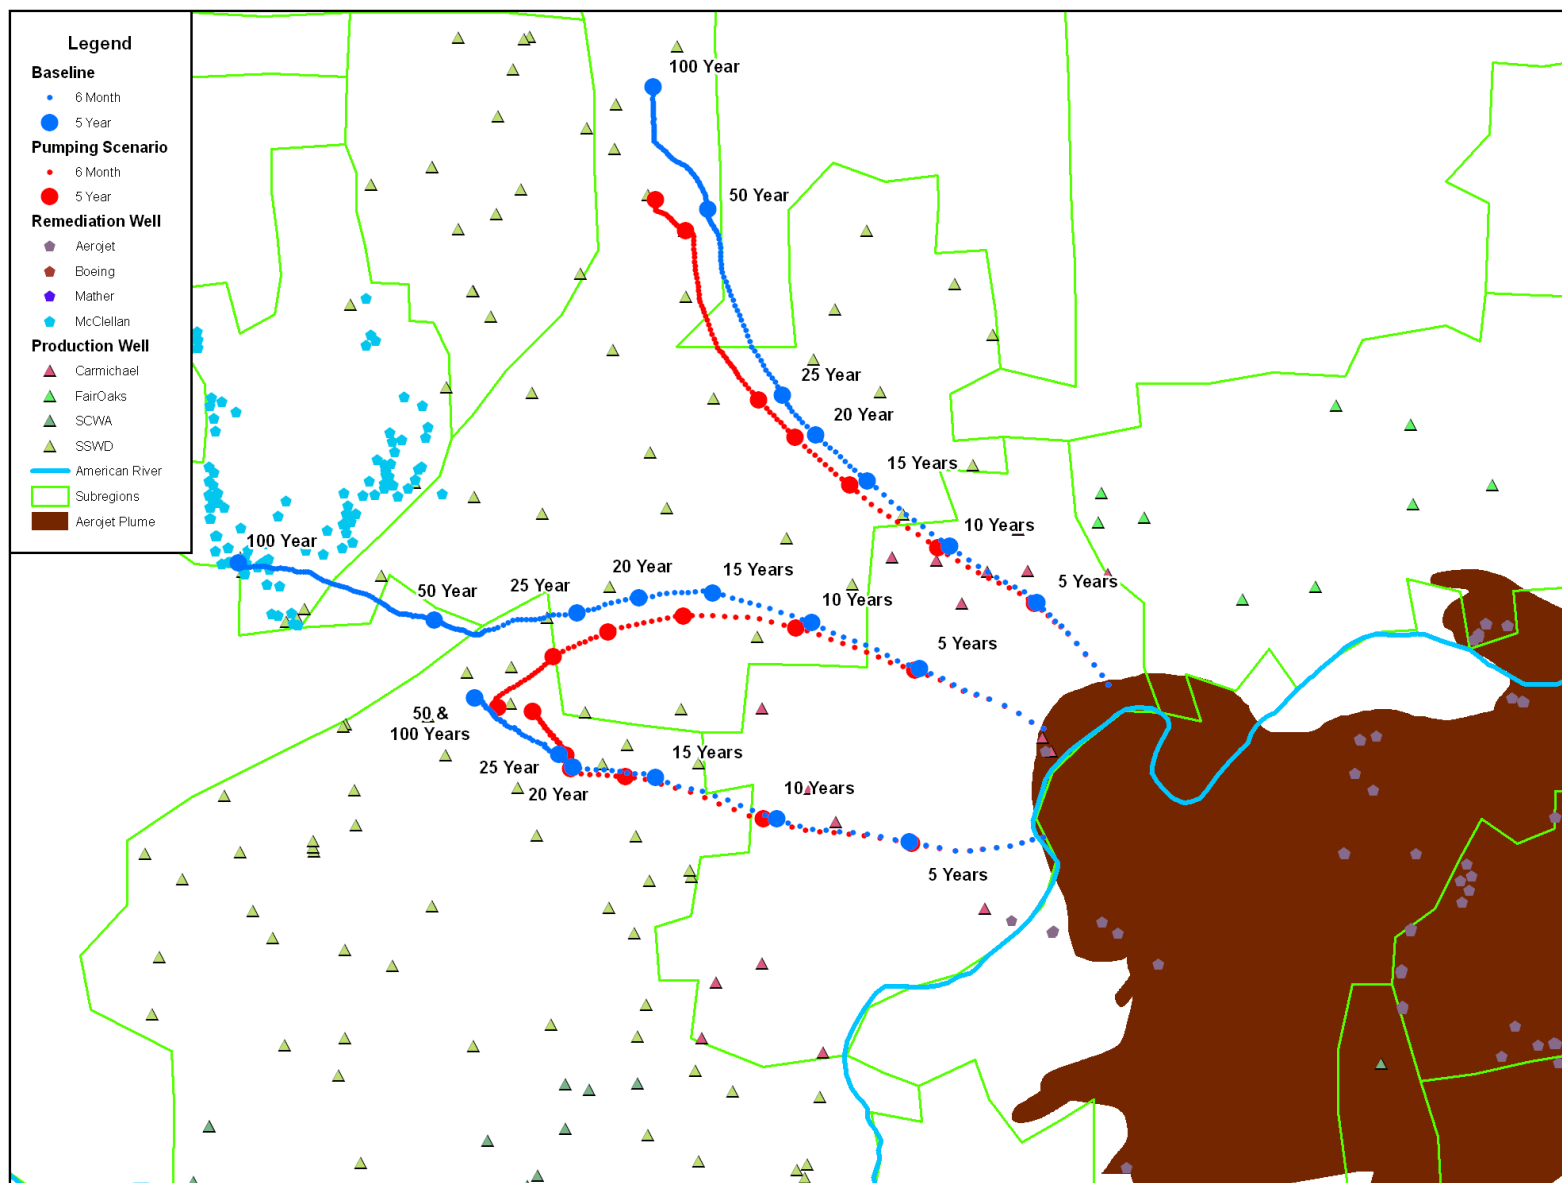 Legend
Baseline
6 Month
5 Year
Pumping Scenario
6 Month
5 Year
Remediation Well
Aerojet
Boeing
Mather
McClellan
Production Well
Carmichael
FairOaks
SCWA
SSWD
American River
Subregions
Aerojet Plume
100 Year
50 Year
25 Year
20 Year
15 Years
10 Years
5 Years
100 Year
50 Year
25 Year
20 Year
15 Years
10 Years
5 Years
50 &
100 Years
25 Year
20 Year
15 Years
10 Years
5 Years